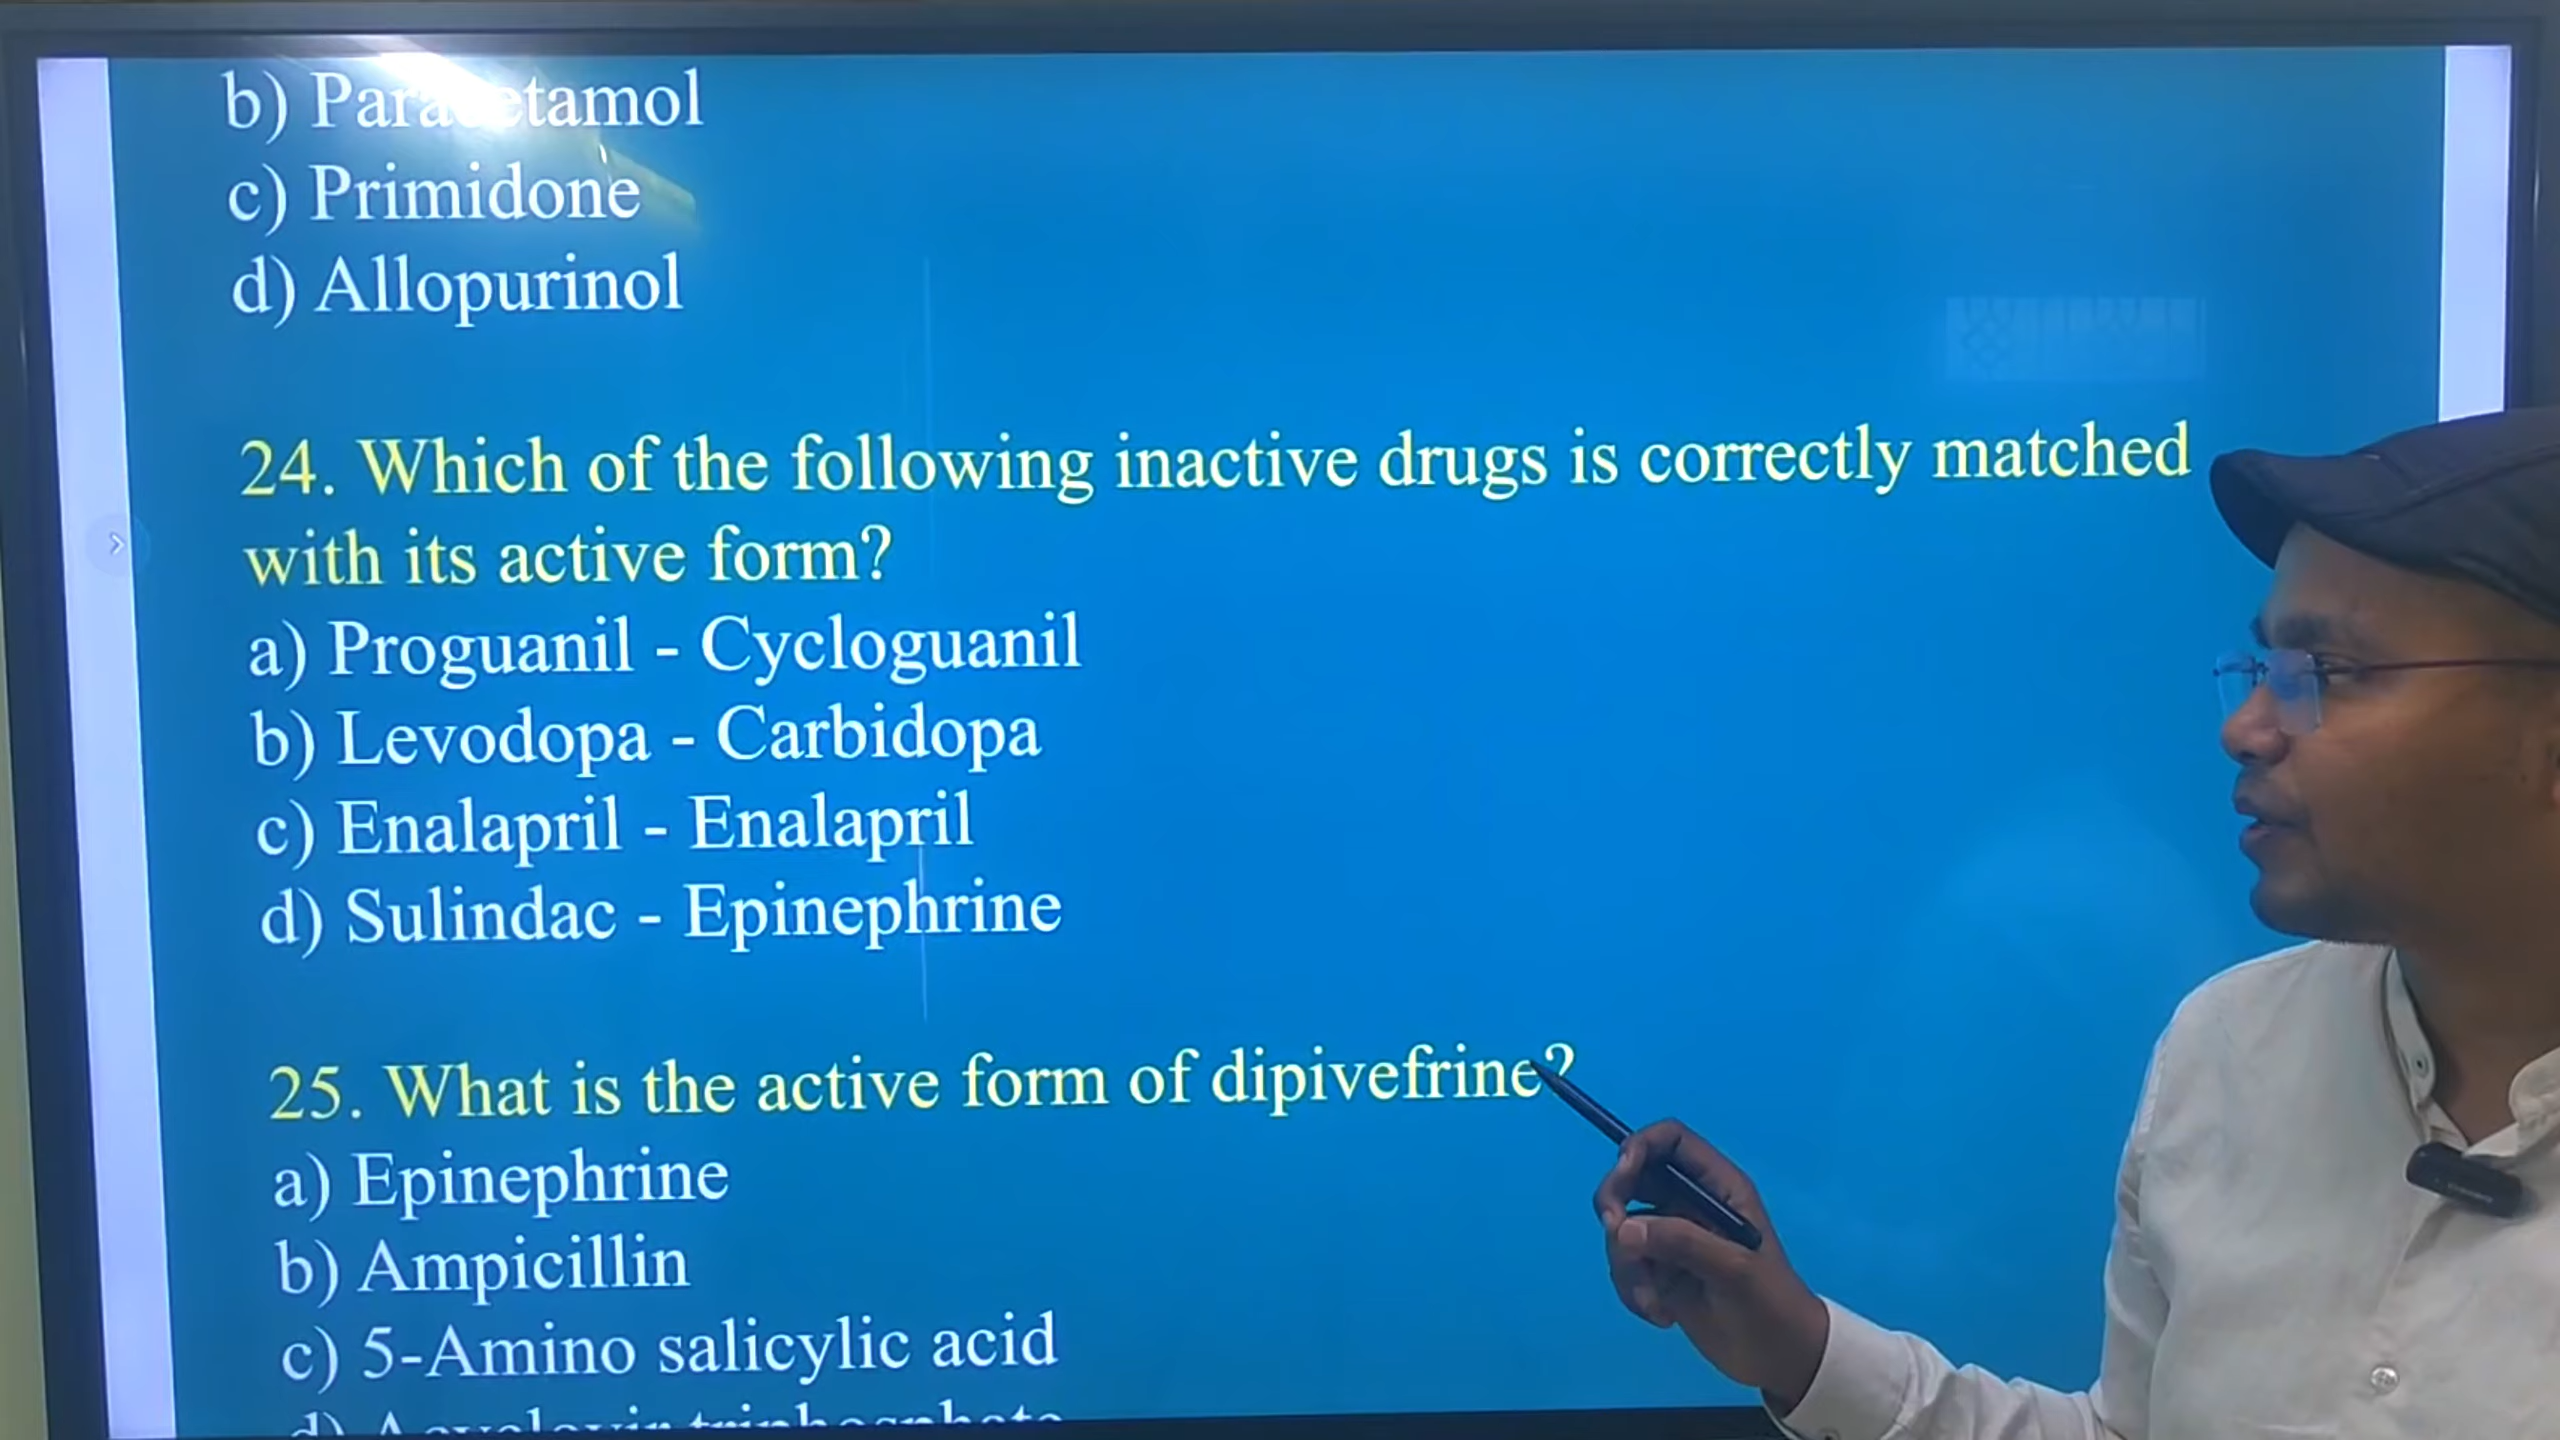 b) Paracetamol
c) Primidone
d) Allopurinol
24. Which of the following inactive drugs is correctly matched
with its active form?
a) Proguanil - Cycloguanil
b) Levodopa - Carbidopa
c) Enalapril - Enalapril
d) Sulindac - Epinephrine
25. What is the active form of dipivefrine?
a) Epinephrine
b) Ampicillin
c) 5-Amino salicylic acid
d) Acyclovir triphosphate